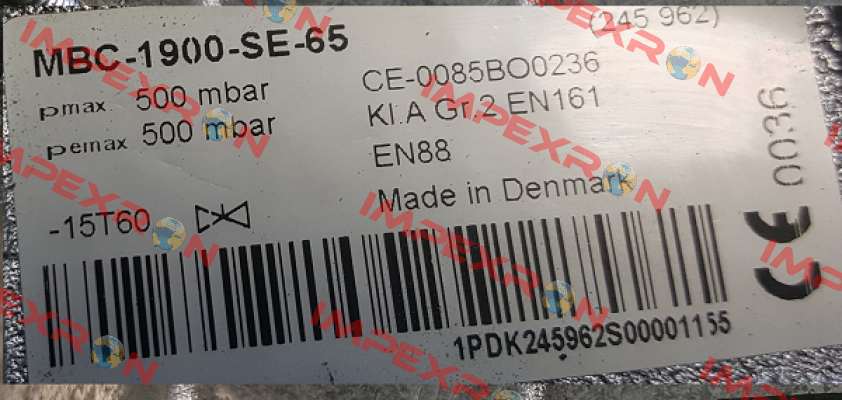 MBC-1900-SE-65
(245 962)
pmax. 500 mbar
pemax 500 mbar
CE-0085BO0236
Kl.A Gr.2 EN161
EN88
Made in Denmark
-15T60
0036
CE
1PDK245962S00001155
IMPEXRON